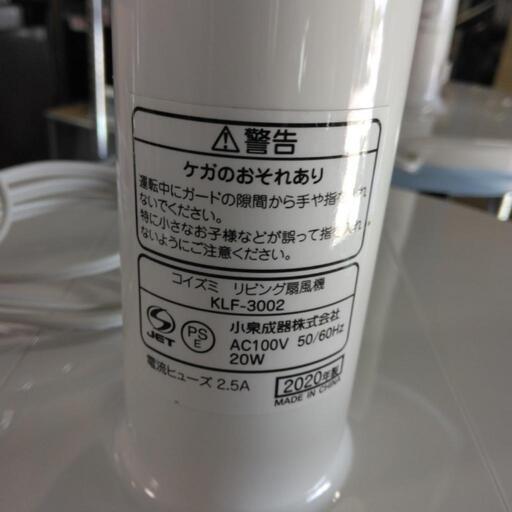 警告
ケガのおそれあり
運転中にガードの隙間から手や指を入れ
ないでください。
特に小さなお子様などが誤って指を入れ
ないようにご注意ください。
コイズミ リビング扇風機
KLF-3002
S JET
PS E
小泉成器株式会社
AC100V 50/60Hz
20W
電流ヒューズ 2.5A
2020年製
MADE IN CHINA